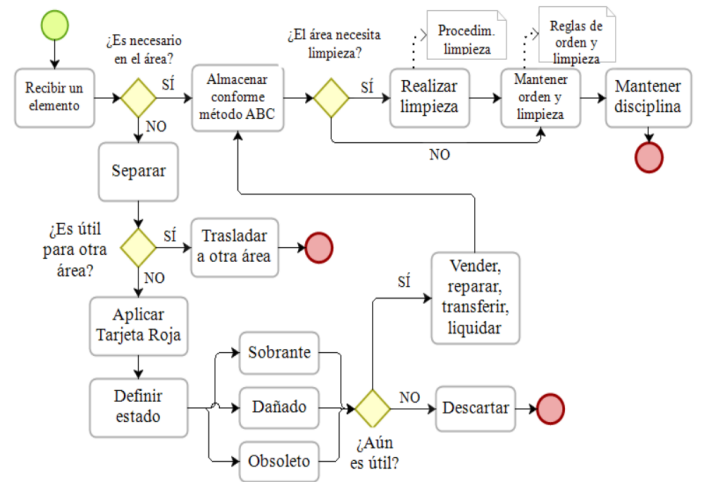 ¿Es necesario
en el área?
¿El área necesita
limpieza?
Procedim.
limpieza
Reglas de
orden y
limpieza
Recibir un
elemento
SÍ
Almacenar
conforme
método ABC
SÍ
Realizar
limpieza
Mantener
orden y
limpieza
Mantener
disciplina
NO
NO
Separar
¿Es útil
para otra
área?
SÍ
Trasladar
a otra área
NO
Aplicar
Tarjeta Roja
Definir
estado
Sobrante
Dañado
Obsoleto
¿Aún
es útil?
SÍ
Vender,
reparar,
transferir,
liquidar
NO
Descartar